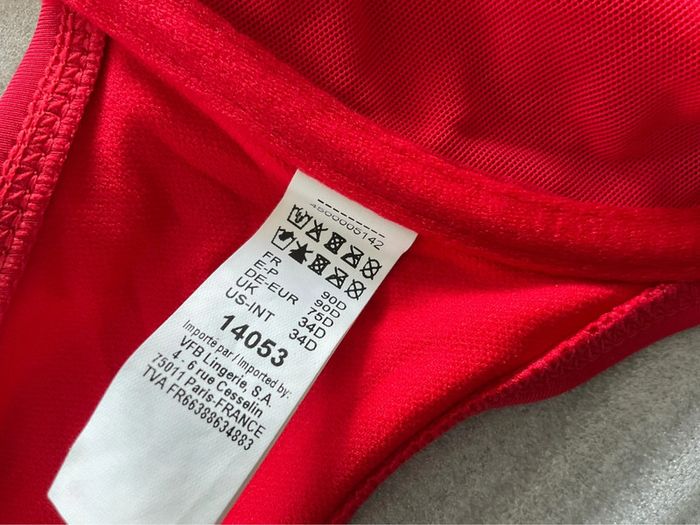 4500005142
FR 90D
E-P 90D
DE-EUR 75D
UK 34D
US-INT 34D
14053
Importé par / Imported by:
VFB Lingerie, S.A.
4 - 6 rue Cesselin
75011 Paris-FRANCE
TVA FR66388634883